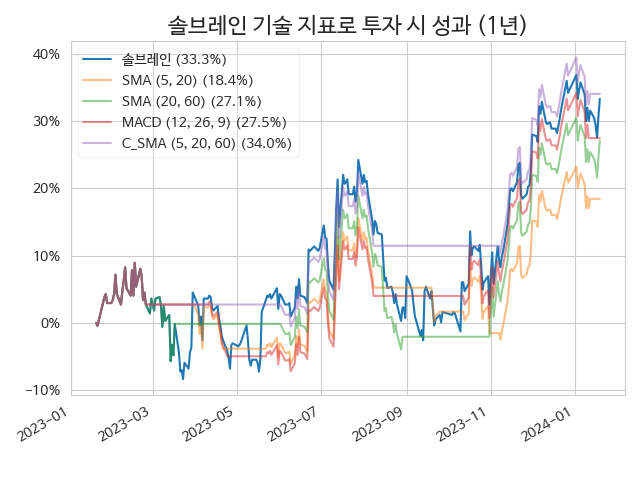 솔브레인 기술 지표로 투자 시 성과 (1년)
40%
30%
20%
10%
0%
−10%
솔브레인 (33.3%)
SMA (5, 20) (18.4%)
SMA (20, 60) (27.1%)
MACD (12, 26, 9) (27.5%)
C_SMA (5, 20, 60) (34.0%)
2023−01
2023−03
2023−05
2023−07
2023−09
2023−11
2024−01